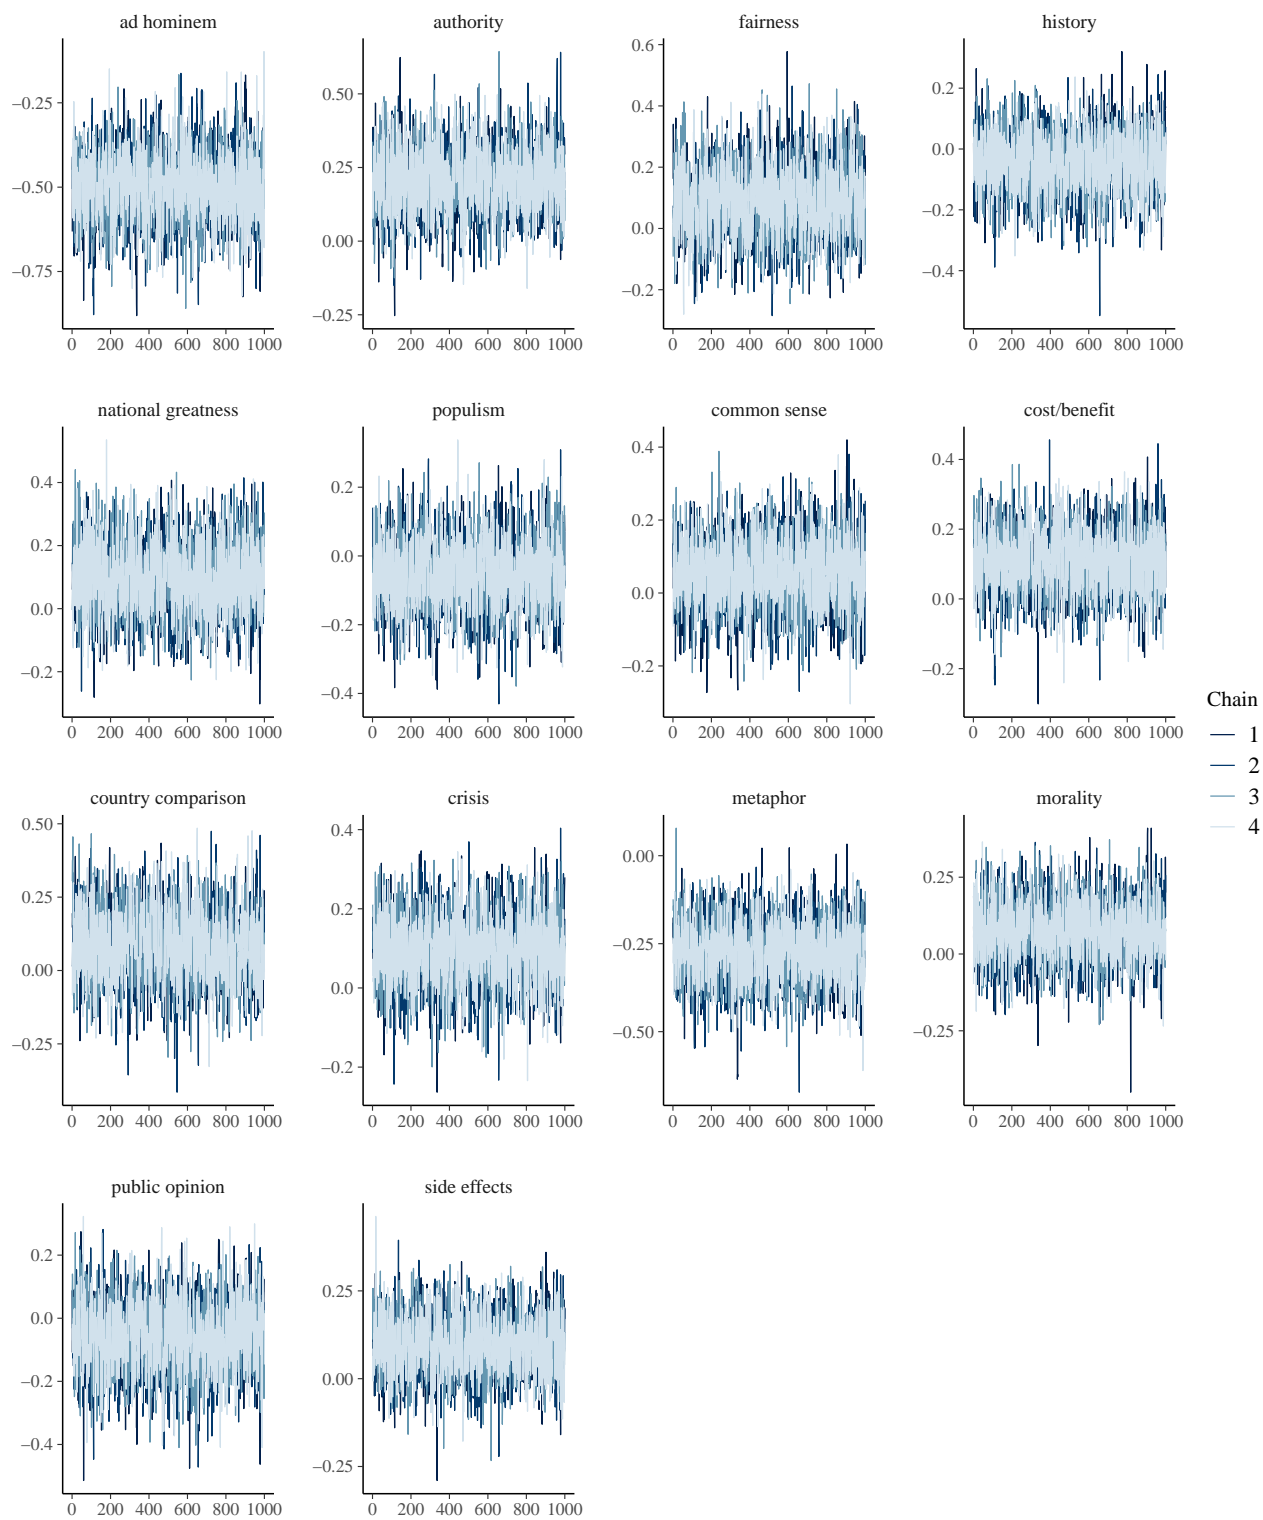 ad hominem
authority
fairness
history
−0.25
−0.50
−0.75
0.50
0.25
0.00
−0.25
0.6
0.4
0.2
0.0
−0.2
0.2
0.0
−0.2
−0.4
0 200 400 600 800 1000
0 200 400 600 800 1000
0 200 400 600 800 1000
0 200 400 600 800 1000
national greatness
populism
common sense
cost/benefit
0.4
0.2
0.0
−0.2
0.2
0.0
−0.2
−0.4
0.4
0.2
0.0
−0.2
0.4
0.2
0.0
−0.2
0 200 400 600 800 1000
0 200 400 600 800 1000
0 200 400 600 800 1000
0 200 400 600 800 1000
Chain
1
2
3
4
country comparison
crisis
metaphor
morality
0.50
0.25
0.00
−0.25
0.4
0.2
0.0
−0.2
0.00
−0.25
−0.50
0.25
0.00
−0.25
0 200 400 600 800 1000
0 200 400 600 800 1000
0 200 400 600 800 1000
0 200 400 600 800 1000
public opinion
side effects
0.2
0.0
−0.2
−0.4
0.25
0.00
−0.25
0 200 400 600 800 1000
0 200 400 600 800 1000